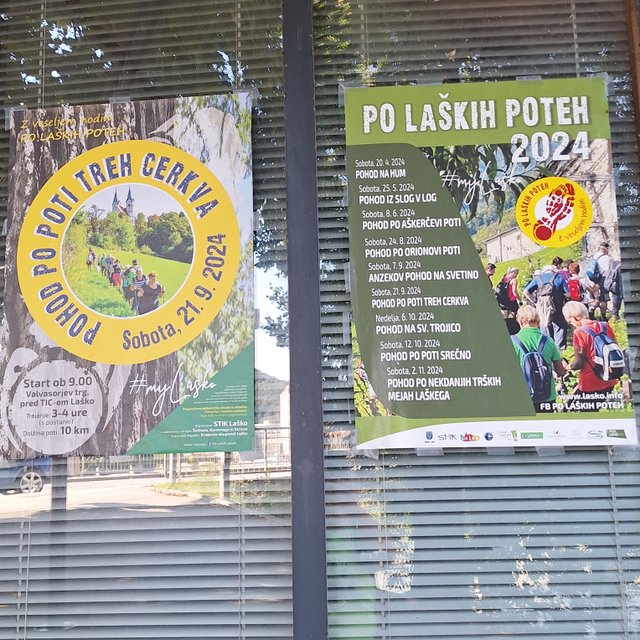 Z veseljem hodim
PO LAŠKIH POTEH
POHOD PO POTI TREH CERKVA
Sobota, 21. 9. 2024
Start ob 9.00
Valvasorjev trg,
pred TIC-em Laško
Trajanje 3-4 ure
(s postanki)
Dolžina poti: 10 km
#myLaško
STIK Laško
PO LAŠKIH POTEH
2024
Sobota, 20. 4. 2024
POHOD NA HUM
Sobota, 25. 5. 2024
POHOD IZ SLOG V LOG
Sobota, 8. 6. 2024
POHOD PO AŠKERČEVI POTI
Sobota, 24. 8. 2024
POHOD PO ORIONOVI POTI
Sobota, 7. 9. 2024
ANZEKOV POHOD NA SVETINO
Sobota, 21. 9. 2024
POHOD PO POTI TREH CERKVA
Nedelja, 6. 10. 2024
POHOD NA SV. TROJICO
Sobota, 12. 10. 2024
POHOD PO POTI SREČNO
Sobota, 2. 11. 2024
POHOD PO NEKDANJIH TRŠKIH
MEJAH LAŠKEGA
#myLaško
PO LAŠKIH POTEH
Z veseljem hodim
www.lasko.info
FB PO LAŠKIH POTEH
STIK